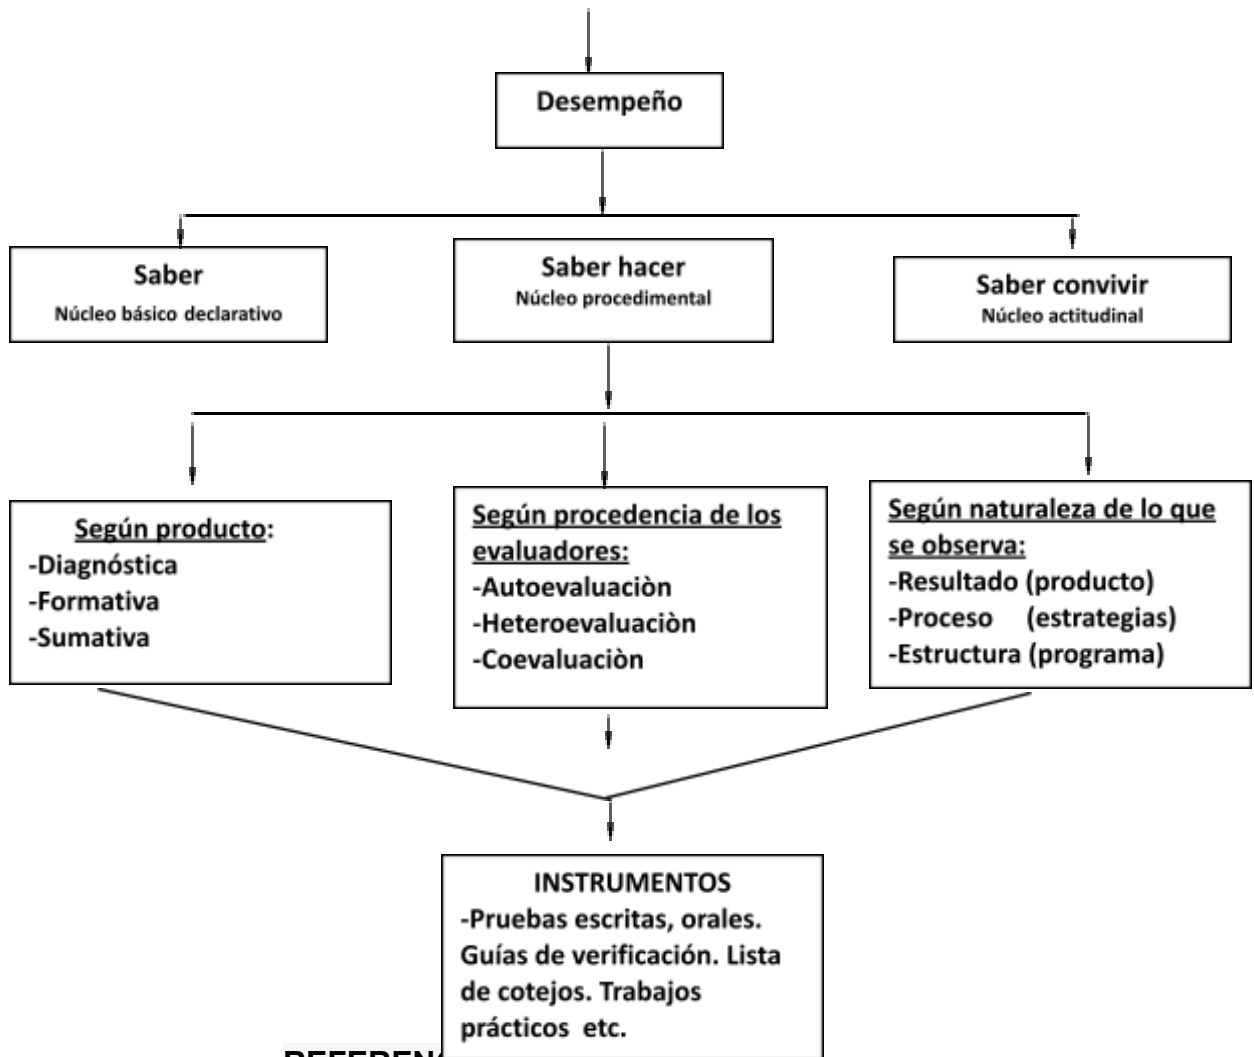 Desempeño
Saber
Núcleo básico declarativo
Saber hacer
Núcleo procedimental
Saber convivir
Núcleo actitudinal
Según producto:
-Diagnóstica
-Formativa
-Sumativa
Según procedencia de los
evaluadores:
-Autoevaluaciòn
-Heteroevaluaciòn
-Coevaluaciòn
Según naturaleza de lo que
se observa:
-Resultado (producto)
-Proceso (estrategias)
-Estructura (programa)
INSTRUMENTOS
-Pruebas escritas, orales.
Guías de verificación. Lista
de cotejos. Trabajos
prácticos etc.